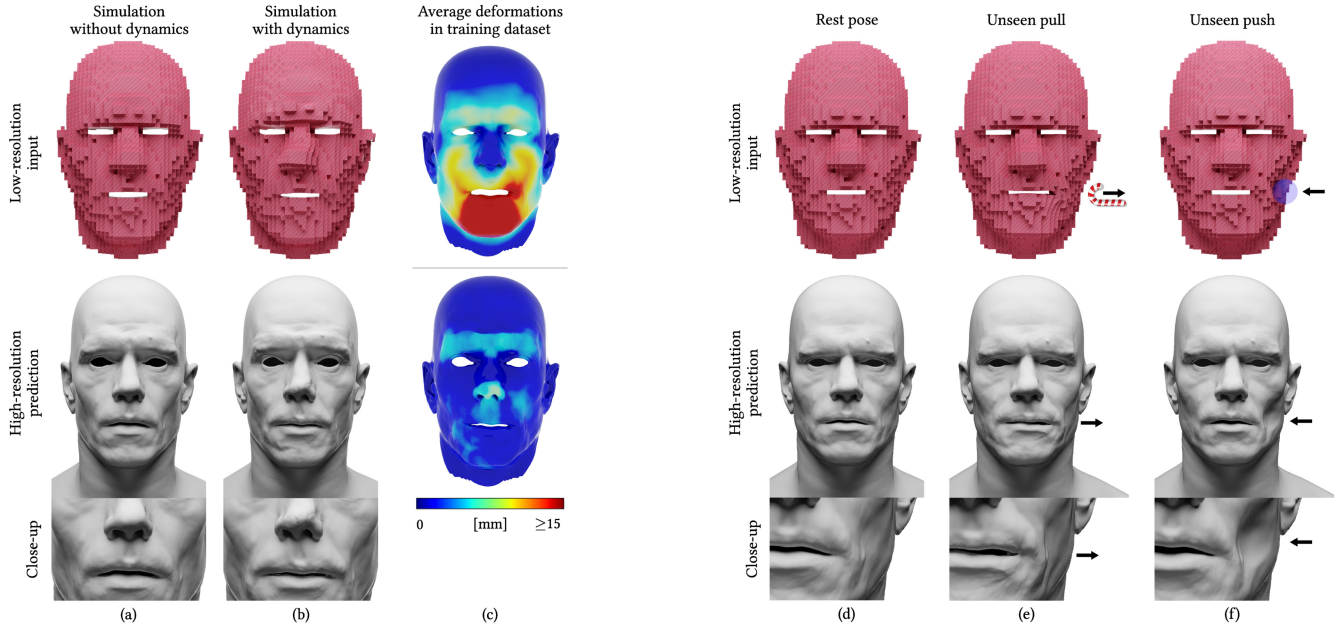 Simulation
without dynamics
Simulation
with dynamics
Average deformations
in training dataset
Rest pose
Unseen pull
Unseen push
Low-resolution
input
Low-resolution
input
High-resolution
prediction
High-resolution
prediction
0 [mm] ≥15
Close-up
Close-up
(a) (b) (c) (d) (e) (f)